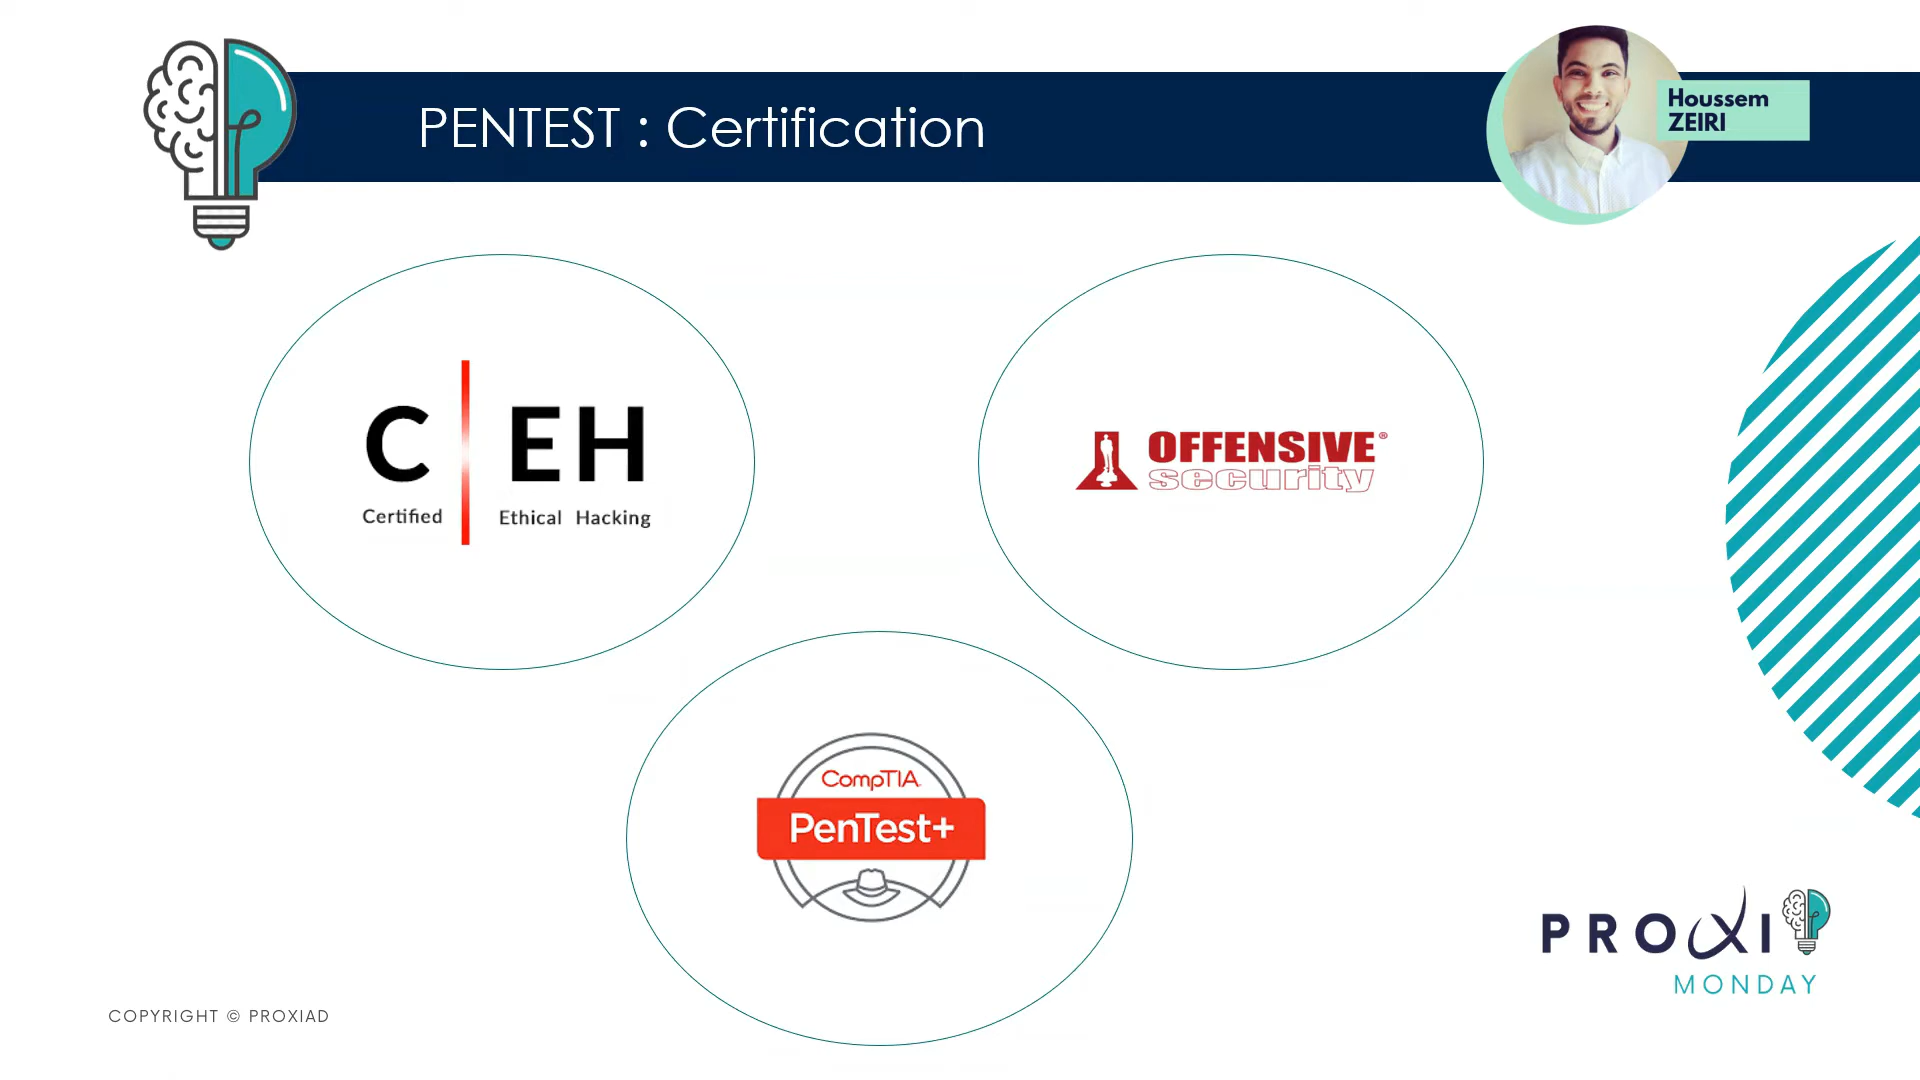 PENTEST : Certification
Houssem
ZEIRI
C EH
Certified Ethical Hacking
OFFENSIVE®
security
CompTIA
PenTest+
PROXI
MONDAY
COPYRIGHT © PROXIAD